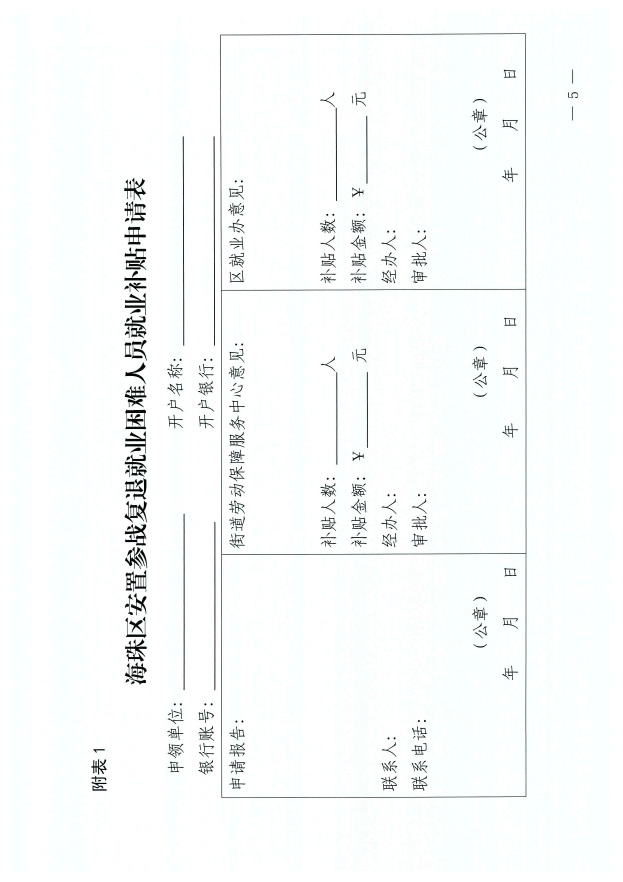 附表1
海珠区安置参战复退就业困难人员就业补贴申请表
申领单位： 开户名称：
银行账号： 开户银行：
申请报告：
联系人：
联系电话：
（公章）
年 月 日
街道劳动保障服务中心意见：
补贴人数： 人
补贴金额：￥ 元
经办人：
审批人：
（公章）
年 月 日
区就业办意见：
补贴人数： 人
补贴金额：￥ 元
经办人：
审批人：
（公章）
年 月 日
— 5 —